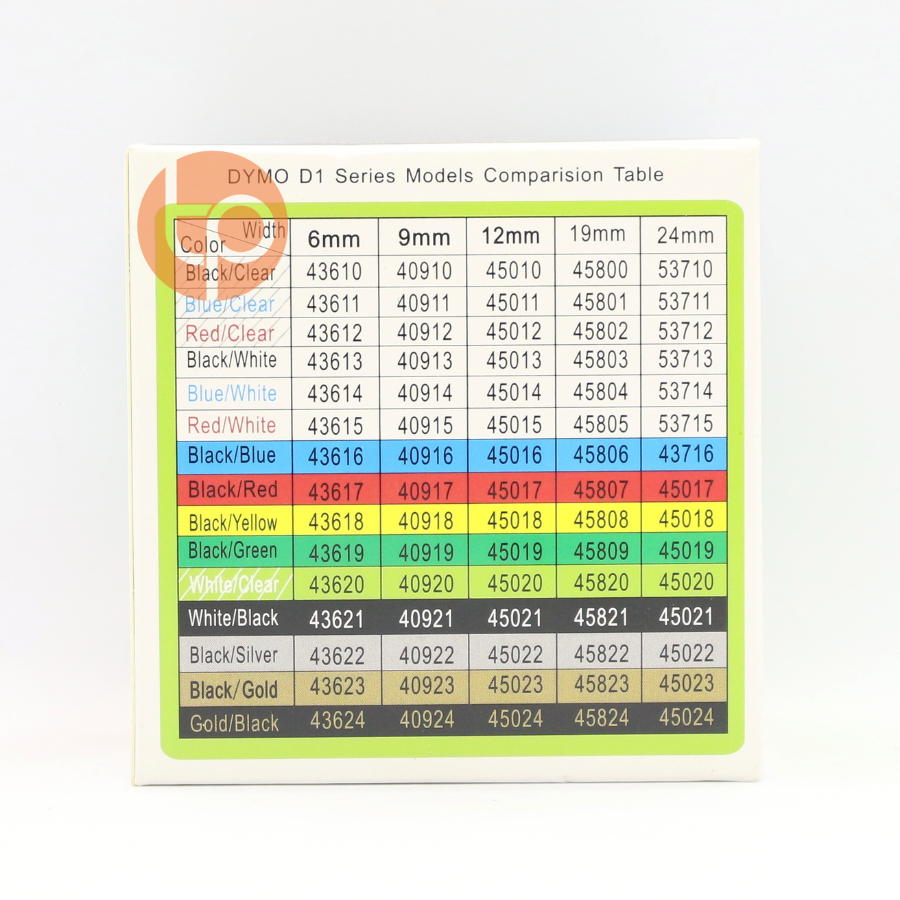 DYMO D1 Series Models Comparision Table
Color Width 6mm 9mm 12mm 19mm 24mm
Black/Clear 43610 40910 45010 45800 53710
Blue/Clear 43611 40911 45011 45801 53711
Red/Clear 43612 40912 45012 45802 53712
Black/White 43613 40913 45013 45803 53713
Blue/White 43614 40914 45014 45804 53714
Red/White 43615 40915 45015 45805 53715
Black/Blue 43616 40916 45016 45806 43716
Black/Red 43617 40917 45017 45807 45017
Black/Yellow 43618 40918 45018 45808 45018
Black/Green 43619 40919 45019 45809 45019
White/Clear 43620 40920 45020 45820 45020
White/Black 43621 40921 45021 45821 45021
Black/Silver 43622 40922 45022 45822 45022
Black/Gold 43623 40923 45023 45823 45023
Gold/Black 43624 40924 45024 45824 45024